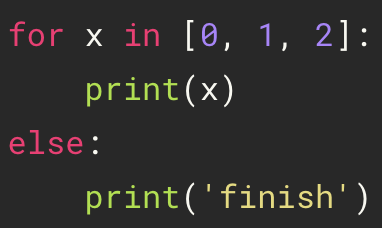 for x in [0, 1, 2]:
    print(x)
else:
    print('finish')